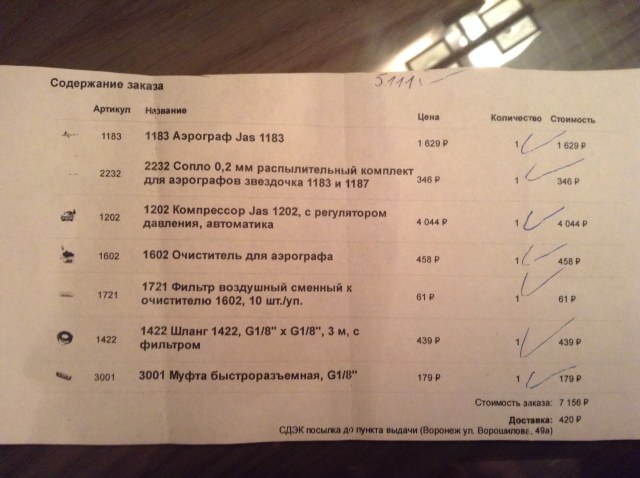 5111. —
Содержание заказа
Артикул Название Цена Количество Стоимость
1183 1183 Аэрограф Jas 1183 1 629 ₽ 1 1 629 ₽
2232 2232 Сопло 0,2 мм распылительный комплект
для аэрографов звездочка 1183 и 1187 346 ₽ 1 346 ₽
1202 1202 Компрессор Jas 1202, с регулятором
давления, автоматика 4 044 ₽ 1 4 044 ₽
1602 1602 Очиститель для аэрографа 458 ₽ 1 458 ₽
1721 1721 Фильтр воздушный сменный к
очистителю 1602, 10 шт./уп. 61 ₽ 1 61 ₽
1422 1422 Шланг 1422, G1/8" x G1/8", 3 м, с
фильтром 439 ₽ 1 439 ₽
3001 3001 Муфта быстроразъемная, G1/8" 179 ₽ 1 179 ₽
Стоимость заказа: 7 156 ₽
Доставка: 420 ₽
СДЭК посылка до пункта выдачи (Воронеж ул. Ворошилова, 49а)